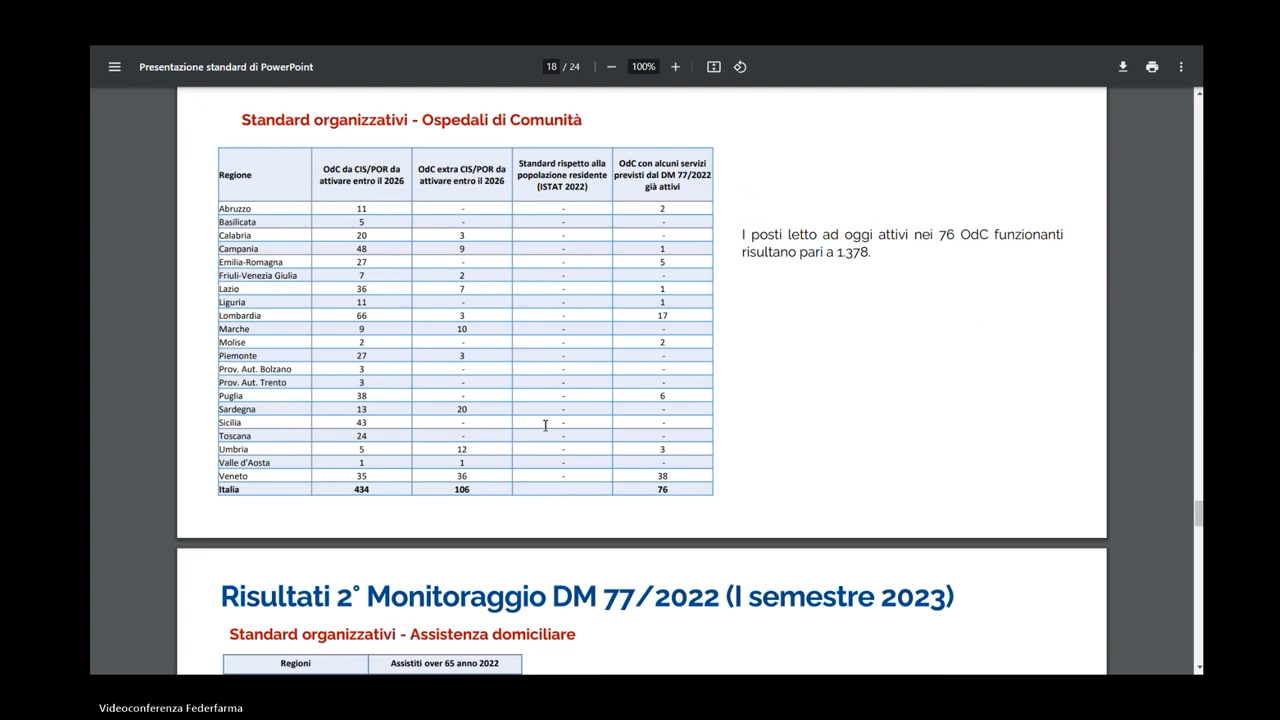 Presentazione standard di PowerPoint
18 / 24
100%
Standard organizzativi - Ospedali di Comunità
Regione | OdC da CIS/POR da attivare entro il 2026 | OdC extra CIS/POR da attivare entro il 2026 | Standard rispetto alla popolazione residente (ISTAT 2022) | OdC con alcuni servizi previsti dal DM 77/2022 già attivi
Abruzzo 11 - - 2
Basilicata 5 - - -
Calabria 20 3 - -
Campania 48 9 - 1
Emilia-Romagna 27 - - 5
Friuli-Venezia Giulia 7 2 - -
Lazio 36 7 - 1
Liguria 11 - - 1
Lombardia 66 3 - 17
Marche 9 10 - -
Molise 2 - - 2
Piemonte 27 3 - -
Prov. Aut. Bolzano 3 - - -
Prov. Aut. Trento 3 - - -
Puglia 38 - - 6
Sardegna 13 20 - -
Sicilia 43 - - -
Toscana 24 - - -
Umbria 5 12 - 3
Valle d'Aosta 1 1 - -
Veneto 35 36 - 38
Italia 434 106 76
I posti letto ad oggi attivi nei 76 OdC funzionanti
risultano pari a 1.378.
Risultati 2° Monitoraggio DM 77/2022 (I semestre 2023)
Standard organizzativi - Assistenza domiciliare
Regioni Assistiti over 65 anno 2022
Videoconferenza Federfarma